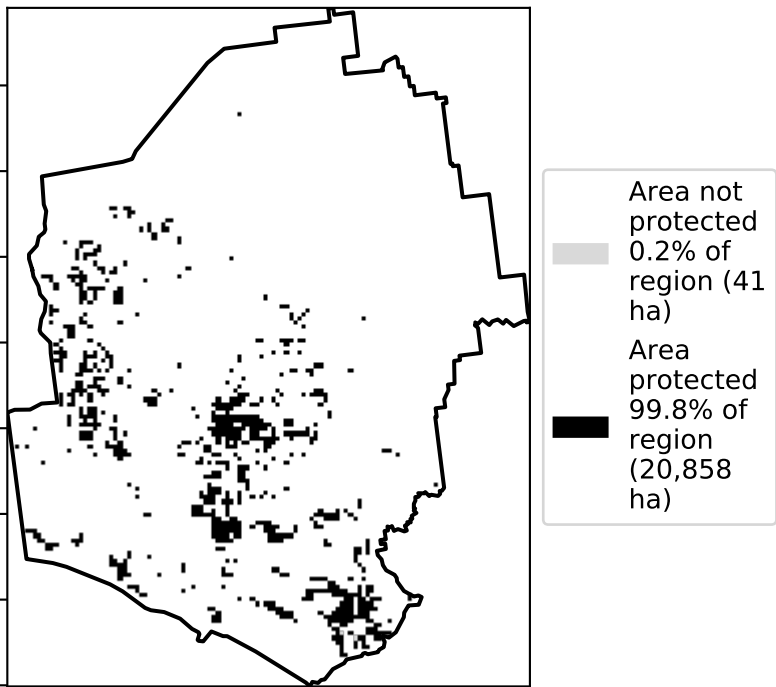 Area not
protected
0.2% of
region (41
ha)
Area
protected
99.8% of
region
(20,858
ha)